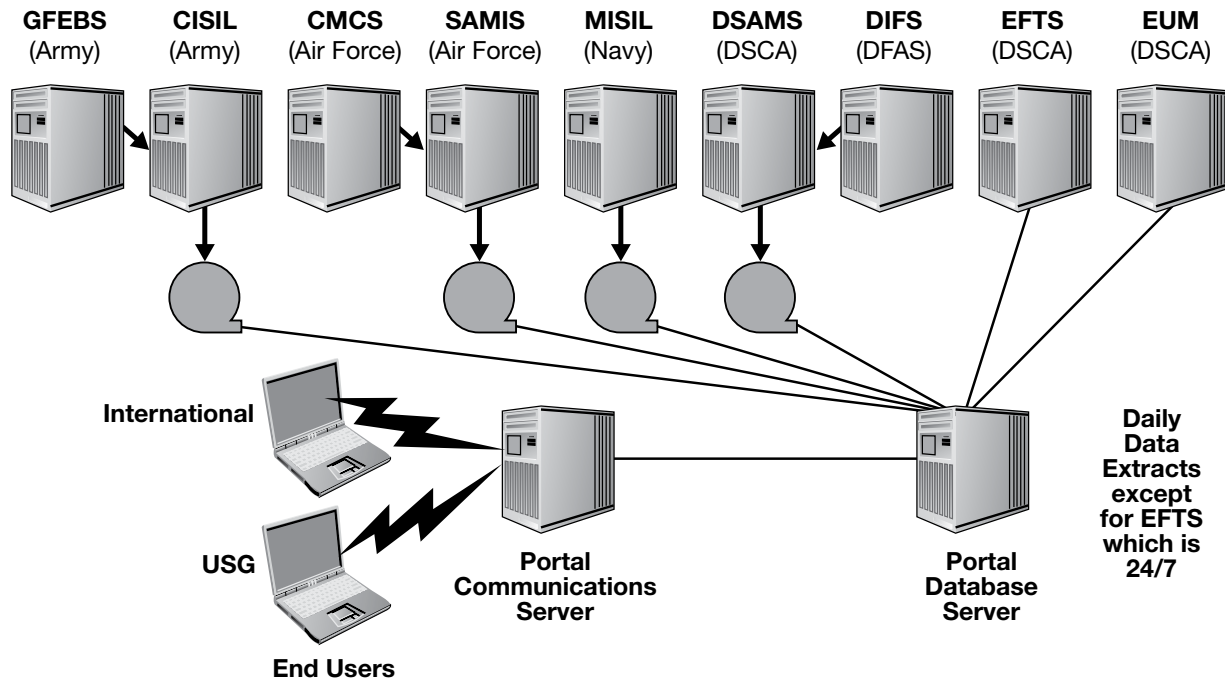 GFEBS
(Army)
CISIL
(Army)
CMCS
(Air Force)
SAMIS
(Air Force)
MISIL
(Navy)
DSAMS
(DSCA)
DIFS
(DFAS)
EFTS
(DSCA)
EUM
(DSCA)
International
USG
End Users
Portal
Communications
Server
Portal
Database
Server
Daily
Data
Extracts
except
for EFTS
which is
24/7